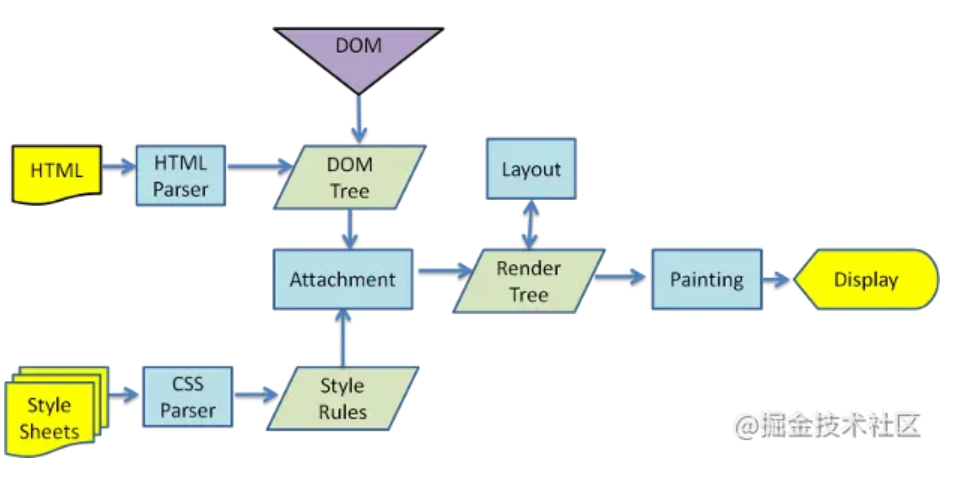 DOM
HTML
HTML
Parser
DOM
Tree
Layout
Attachment
Render
Tree
Painting
Display
Style
Sheets
CSS
Parser
Style
Rules
@掘金技术社区